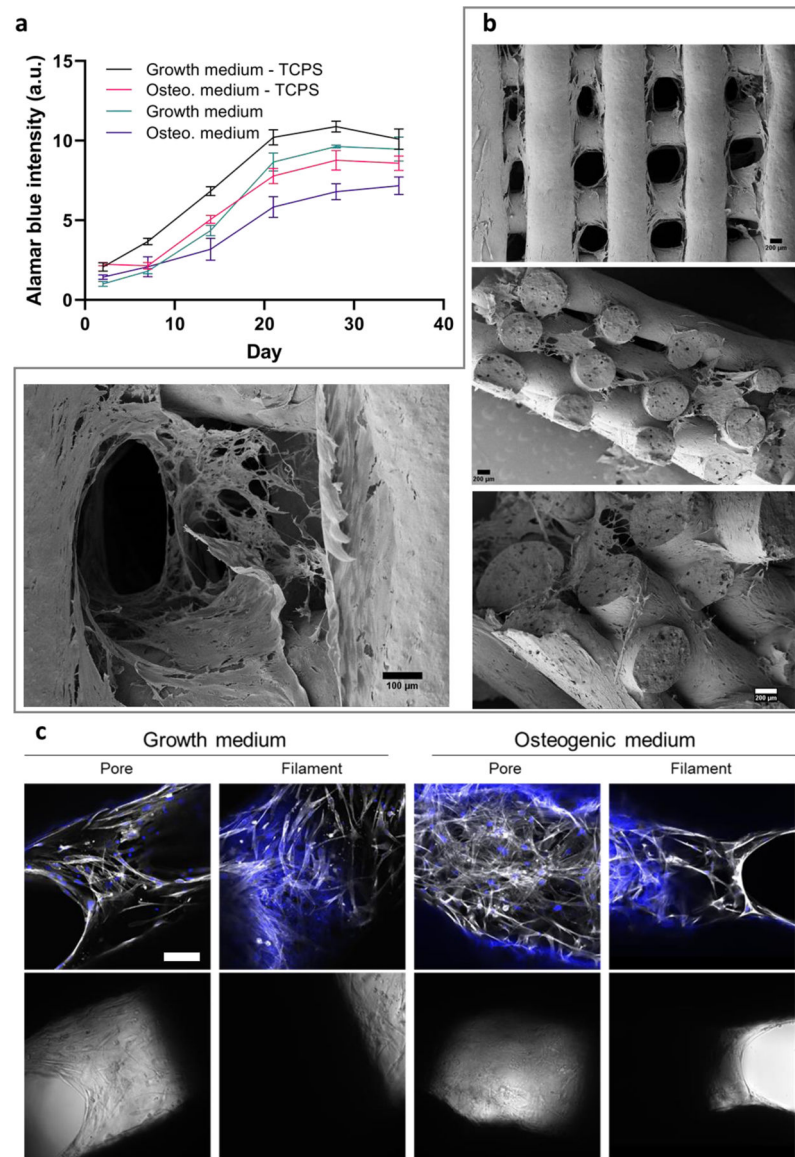 a
15
10
5
0
Alamar blue intensity (a.u.)
Growth medium - TCPS
Osteo. medium - TCPS
Growth medium
Osteo. medium
0 10 20 30 40
Day
b
200 µm
200 µm
100 µm
200 µm
c
Growth medium Osteogenic medium
Pore Filament Pore Filament